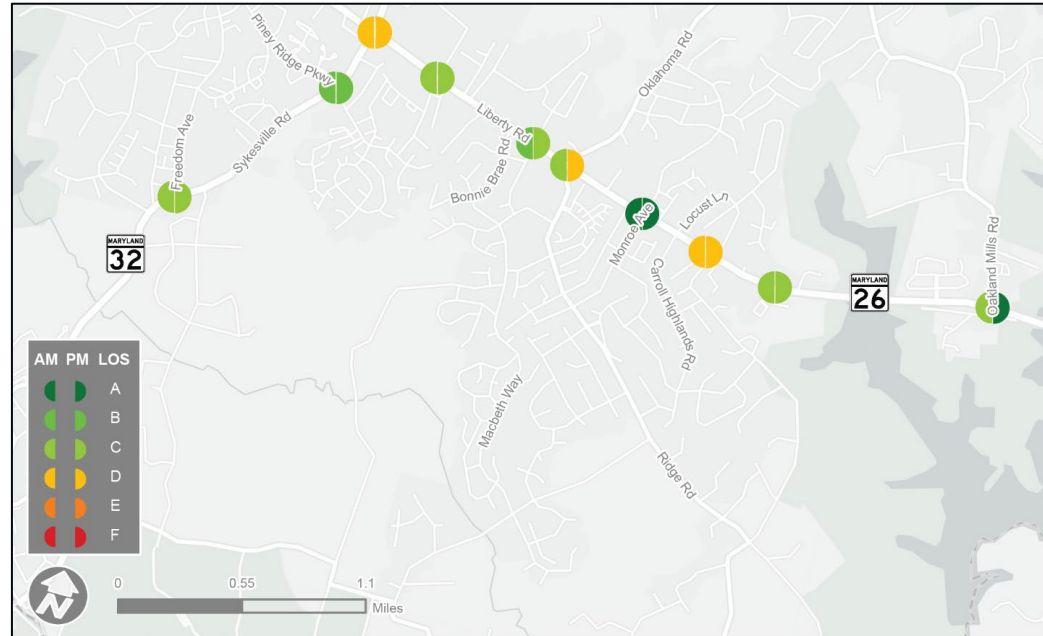 Piney Ridge Pkwy
Oklahoma Rd
Liberty Rd
Freedom Ave
Sykesville Rd
Bonnie Brae Rd
Locust Ln
Monroe Ave
Oakland Mills Rd
MARYLAND
32
Carroll Highlands Rd
MARYLAND
26
AM PM LOS
A
B
C
D
E
F
Macbeth Way
Ridge Rd
N
0 0.55 1.1
Miles